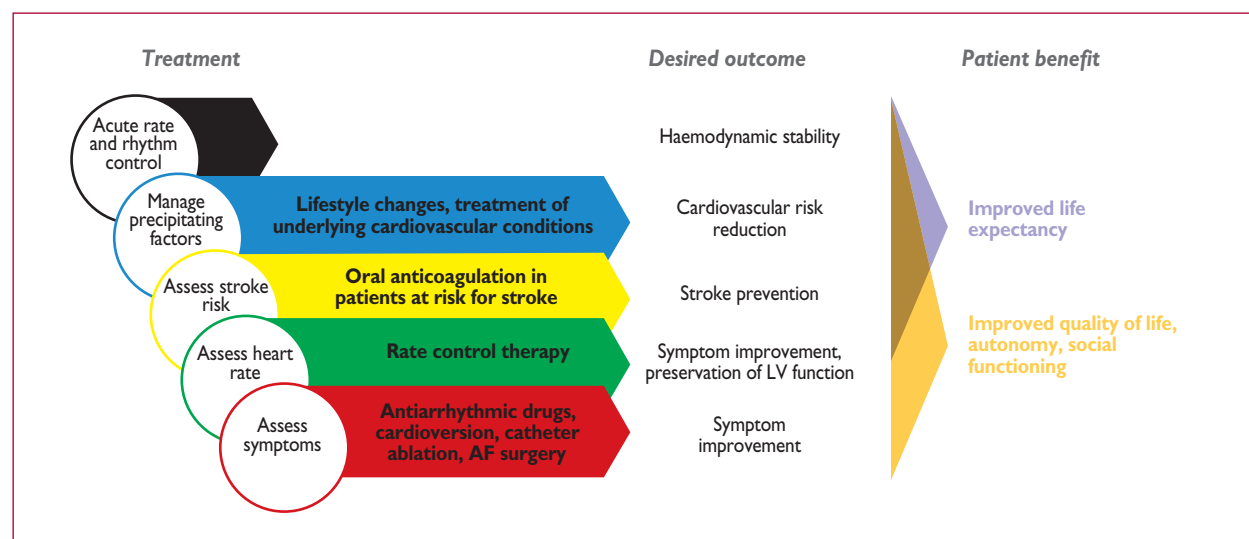 Treatment
Desired outcome
Patient benefit
Acute rate
and rhythm
control
Haemodynamic stability
Manage
precipitating
factors
Lifestyle changes, treatment of
underlying cardiovascular conditions
Cardiovascular risk
reduction
Improved life
expectancy
Assess stroke
risk
Oral anticoagulation in
patients at risk for stroke
Stroke prevention
Assess heart
rate
Rate control therapy
Symptom improvement,
preservation of LV function
Improved quality of life,
autonomy, social
functioning
Assess
symptoms
Antiarrhythmic drugs,
cardioversion, catheter
ablation, AF surgery
Symptom
improvement